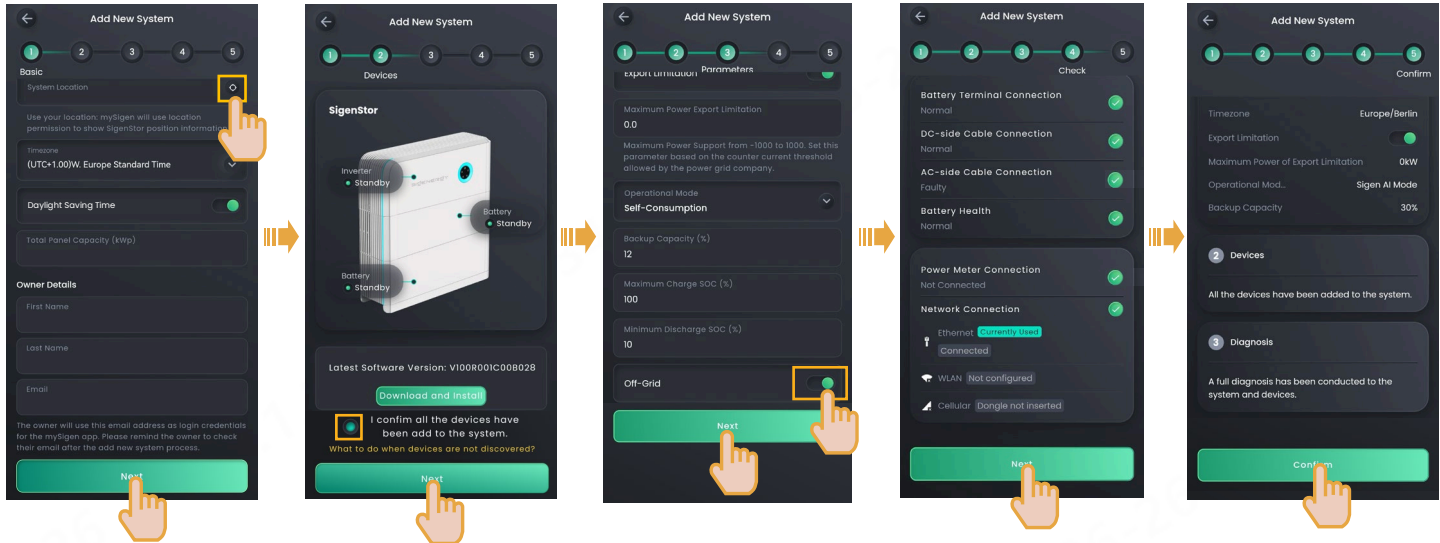 Add New System
1
2
3
4
5
Basic
System Location
Use your location: mySigen will use location
permission to show SigenStor position information
Timezone
(UTC+1.00)W. Europe Standard Time
Daylight Saving Time
Total Panel Capacity (kWp)
Owner Details
First Name
Last Name
Email
The owner will use this email address as login credentials
for the mySigen app. Please remind the owner to check
their email after the add new system process.
Next
Add New System
1
2
3
4
5
Devices
SigenStor
Inverter
Standby
Battery
Standby
Battery
Standby
Latest Software Version: V100R001C00B028
Download and Install
I confim all the devices have
been add to the system.
What to do when devices are not discovered?
Next
Add New System
1
2
3
4
5
Parameters
Export Limitation
Maximum Power Export Limitation
0.0
Maximum Power Support from -1000 to 1000. Set this
parameter based on the counter current threshold
allowed by the power grid company.
Operational Mode
Self-Consumption
Backup Capacity (%)
12
Maximum Charge SOC (%)
100
Minimum Discharge SOC (%)
10
Off-Grid
Next
Add New System
1
2
3
4
5
Check
Battery Terminal Connection
Normal
DC-side Cable Connection
Normal
AC-side Cable Connection
Faulty
Battery Health
Normal
Power Meter Connection
Not Connected
Network Connection
Ethernet Currently Used
Connected
WLAN Not configured
Cellular Dongle not inserted
Next
Add New System
1
2
3
4
5
Confirm
Timezone Europe/Berlin
Export Limitation
Maximum Power of Export Limitation 0kW
Operational Mod... Sigen AI Mode
Backup Capacity 30%
2 Devices
All the devices have been added to the system.
3 Diagnosis
A full diagnosis has been conducted to the
system and devices.
Confirm